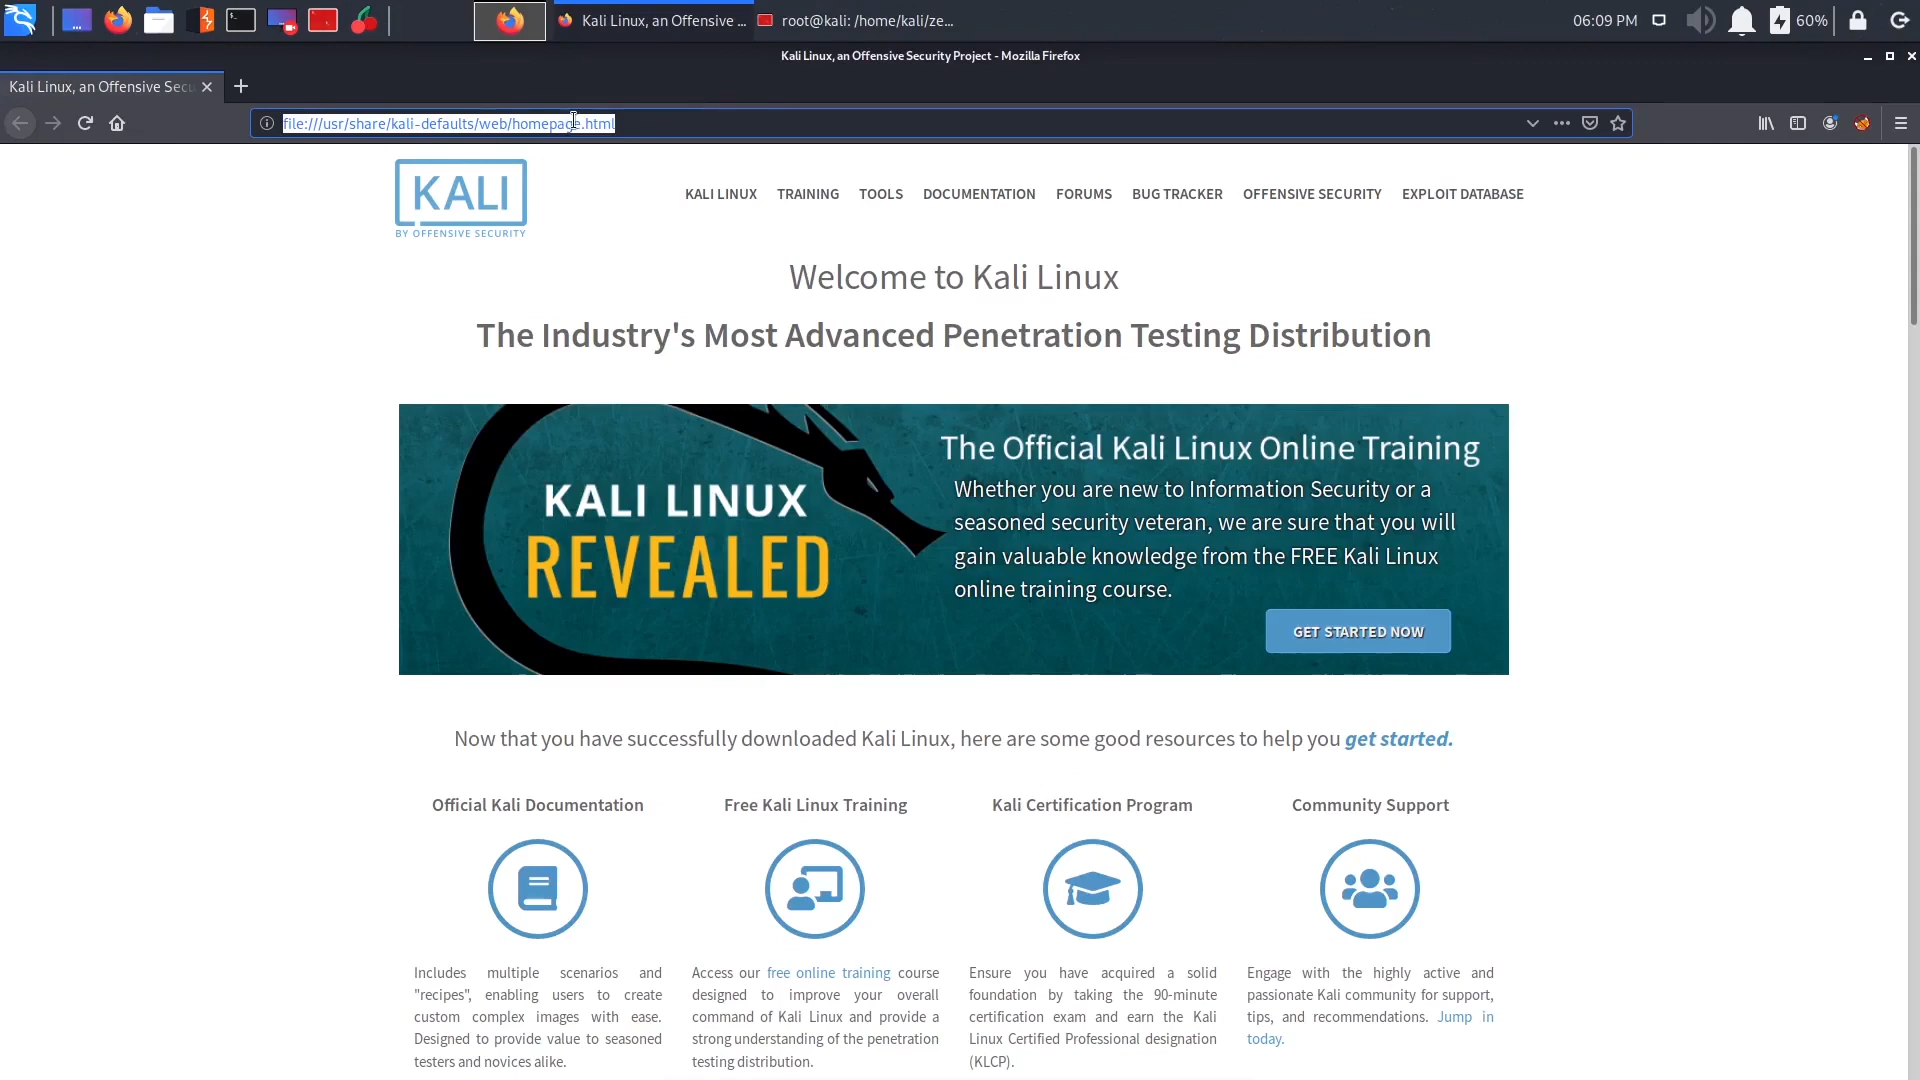 Kali Linux, an Offensive ...
root@kali: /home/kali/ze...
06:09 PM
60%
Kali Linux, an Offensive Security Project - Mozilla Firefox
Kali Linux, an Offensive Secu
file:///usr/share/kali-defaults/web/homepage.html
KALI
BY OFFENSIVE SECURITY
KALI LINUX TRAINING TOOLS DOCUMENTATION FORUMS BUG TRACKER OFFENSIVE SECURITY EXPLOIT DATABASE
Welcome to Kali Linux
The Industry's Most Advanced Penetration Testing Distribution
KALI LINUX
REVEALED
The Official Kali Linux Online Training
Whether you are new to Information Security or a
seasoned security veteran, we are sure that you will
gain valuable knowledge from the FREE Kali Linux
online training course.
GET STARTED NOW
Now that you have successfully downloaded Kali Linux, here are some good resources to help you get started.
Official Kali Documentation
Includes multiple scenarios and
"recipes", enabling users to create
custom complex images with ease.
Designed to provide value to seasoned
testers and novices alike.
Free Kali Linux Training
Access our free online training course
designed to improve your overall
command of Kali Linux and provide a
strong understanding of the penetration
testing distribution.
Kali Certification Program
Ensure you have acquired a solid
foundation by taking the 90-minute
certification exam and earn the Kali
Linux Certified Professional designation
(KLCP).
Community Support
Engage with the highly active and
passionate Kali community for support,
tips, and recommendations. Jump in
today.